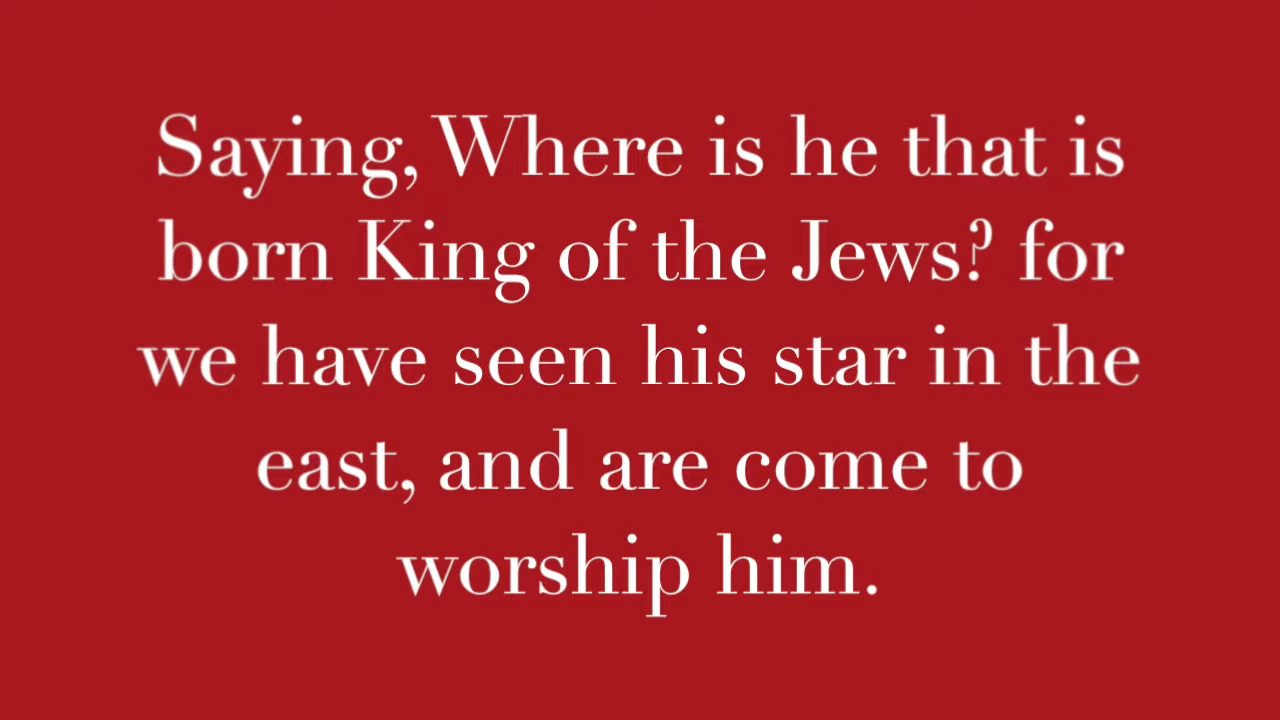 Saying, Where is he that is
born King of the Jews? for
we have seen his star in the
east, and are come to
worship him.